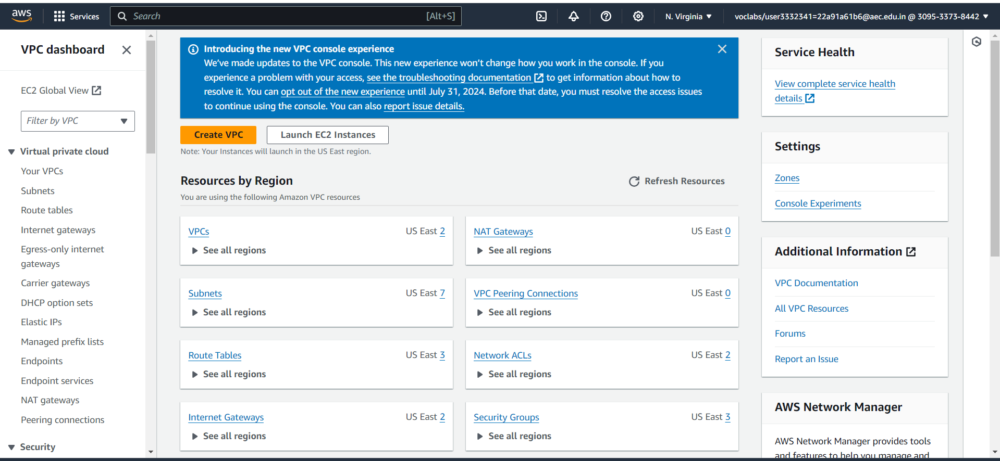 aws
Services
Search
[Alt+S]
N. Virginia
voclabs/user3332341=22a91a61b6@aec.edu.in @ 3095-3373-8442
VPC dashboard
EC2 Global View
Filter by VPC
Virtual private cloud
Your VPCs
Subnets
Route tables
Internet gateways
Egress-only internet
gateways
Carrier gateways
DHCP option sets
Elastic IPs
Managed prefix lists
Endpoints
Endpoint services
NAT gateways
Peering connections
Security
Introducing the new VPC console experience
We've made updates to the VPC console. This new experience won't change how you work in the console. If you
experience a problem with your access, see the troubleshooting documentation to get information about how to
resolve it. You can opt out of the new experience until July 31, 2024. Before that date, you must resolve the access issues
to continue using the console. You can also report issue details.
Create VPC
Launch EC2 Instances
Note: Your Instances will launch in the US East region.
Resources by Region
Refresh Resources
You are using the following Amazon VPC resources
VPCs
US East 2
See all regions
NAT Gateways
US East 0
See all regions
Subnets
US East 7
See all regions
VPC Peering Connections
US East 0
See all regions
Route Tables
US East 3
See all regions
Network ACLs
US East 2
See all regions
Internet Gateways
US East 2
See all regions
Security Groups
US East 3
See all regions
Service Health
View complete service health
details
Settings
Zones
Console Experiments
Additional Information
VPC Documentation
All VPC Resources
Forums
Report an Issue
AWS Network Manager
AWS Network Manager provides tools
and features to help you manage and